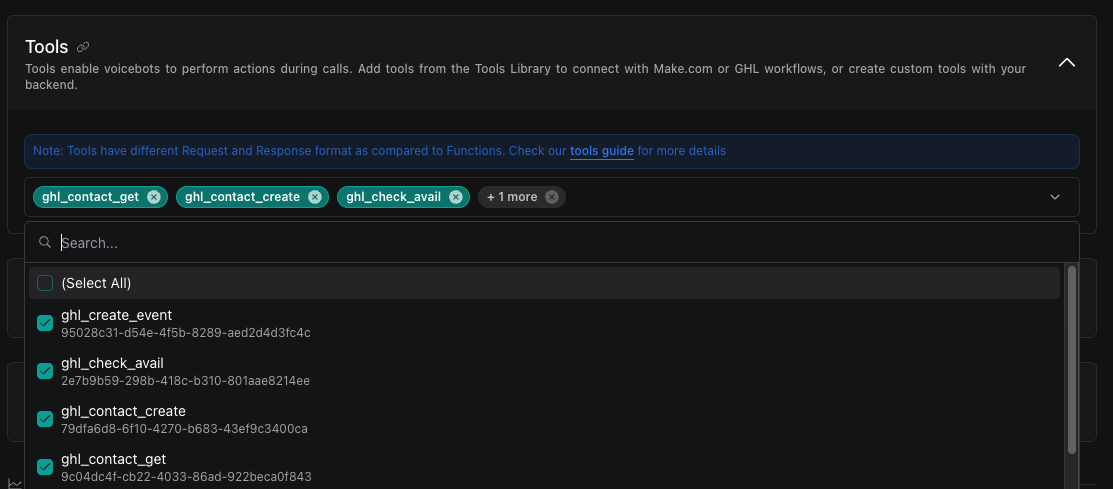 Tools
Tools enable voicebots to perform actions during calls. Add tools from the Tools Library to connect with Make.com or GHL workflows, or create custom tools with your
backend.
Note: Tools have different Request and Response format as compared to Functions. Check our tools guide for more details
ghl_contact_get ghl_contact_create ghl_check_avail + 1 more
Search...
(Select All)
ghl_create_event
95028c31-d54e-4f5b-8289-aed2d4d3fc4c
ghl_check_avail
2e7b9b59-298b-418c-b310-801aae8214ee
ghl_contact_create
79dfa6d8-6f10-4270-b683-43ef9c3400ca
ghl_contact_get
9c04dc4f-cb22-4033-86ad-922beca0f843